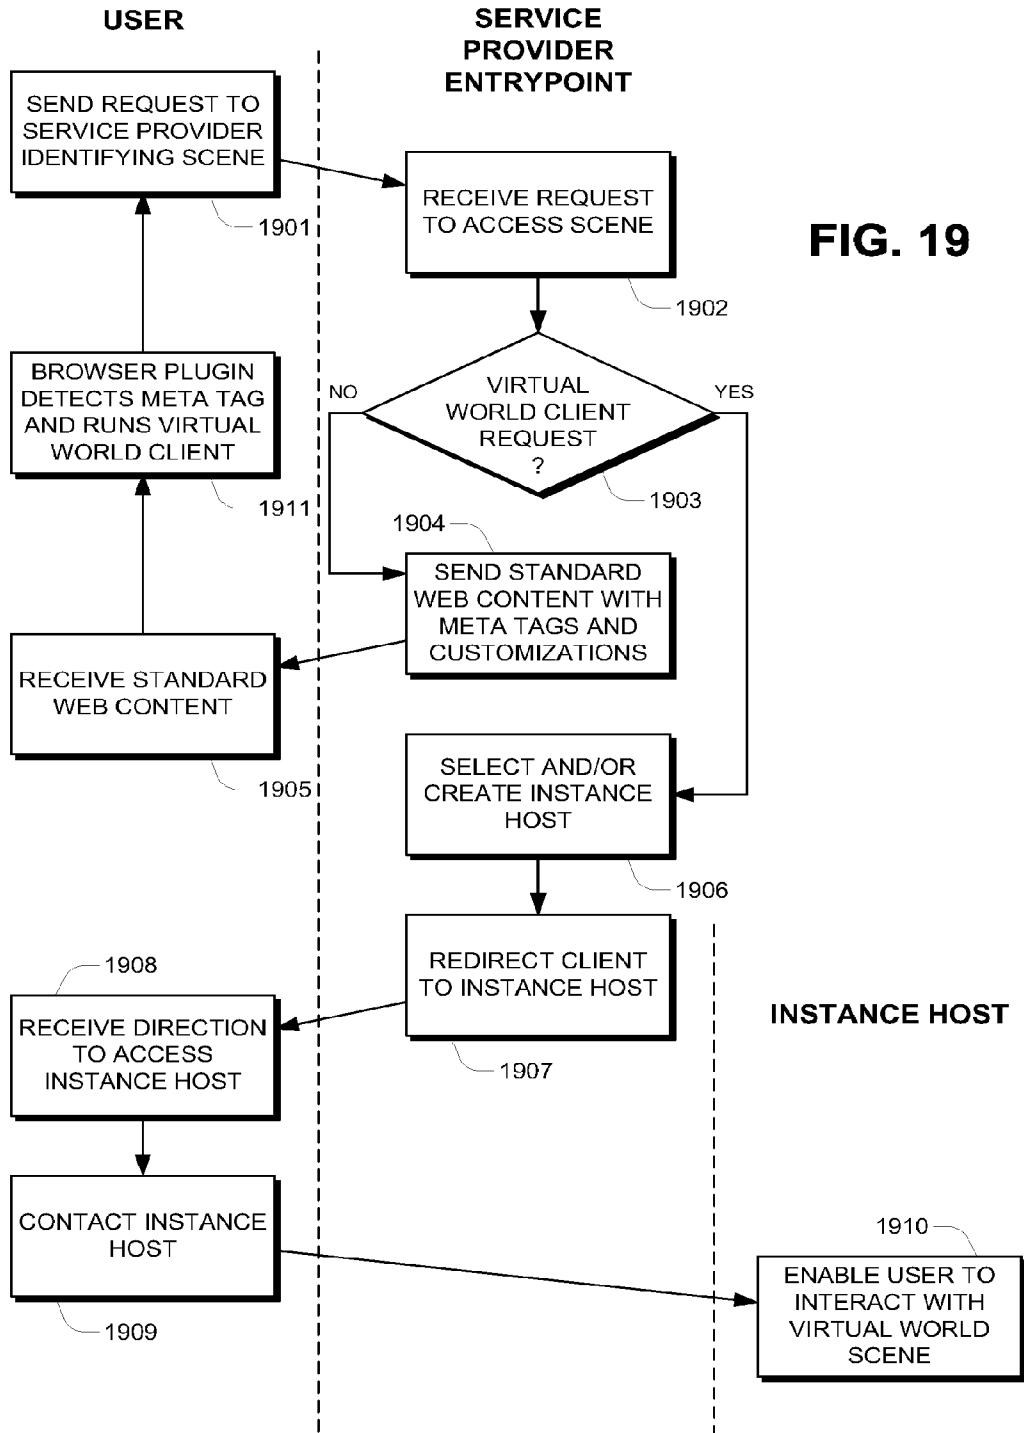 USER
SERVICE
PROVIDER
ENTRYPOINT
SEND REQUEST TO
SERVICE PROVIDER
IDENTIFYING SCENE
1901
RECEIVE REQUEST
TO ACCESS SCENE
1902
FIG. 19
BROWSER PLUGIN
DETECTS META TAG
AND RUNS VIRTUAL
WORLD CLIENT
1911
NO
VIRTUAL
WORLD CLIENT
REQUEST
?
YES
1903
1904
SEND STANDARD
WEB CONTENT WITH
META TAGS AND
CUSTOMIZATIONS
RECEIVE STANDARD
WEB CONTENT
1905
SELECT AND/OR
CREATE INSTANCE
HOST
1906
REDIRECT CLIENT
TO INSTANCE HOST
1907
1908
RECEIVE DIRECTION
TO ACCESS
INSTANCE HOST
INSTANCE HOST
CONTACT INSTANCE
HOST
1909
1910
ENABLE USER TO
INTERACT WITH
VIRTUAL WORLD
SCENE